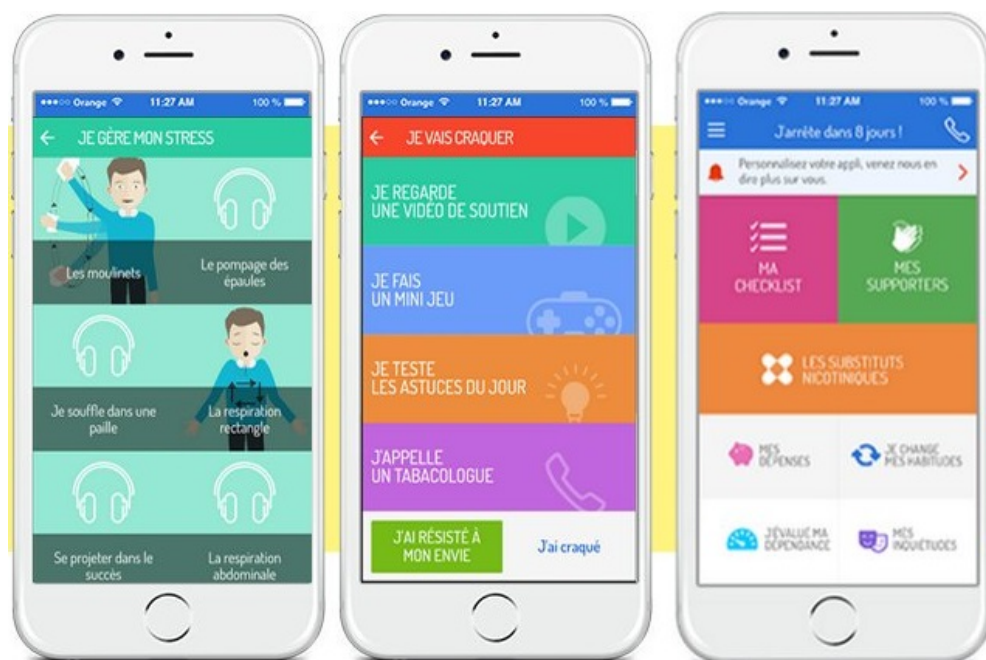 Orange 11:27 AM 100 %
JE GÈRE MON STRESS
Les moulinets
Le pompage des
épaules
Je souffle dans une
paille
La respiration
rectangle
Se projeter dans le
succès
La respiration
abdominale
Orange 11:27 AM 100 %
JE VAIS CRAQUER
JE REGARDE
UNE VIDÉO DE SOUTIEN
JE FAIS
UN MINI JEU
JE TESTE
LES ASTUCES DU JOUR
J'APPELLE
UN TABACOLOGUE
J'AI RÉSISTÉ À
MON ENVIE
J'ai craqué
Orange 11:27 AM 100 %
J'arrête dans 8 jours !
Personnalisez votre appli, venez nous en
dire plus sur vous.
MA
CHECKLIST
MES
SUPPORTERS
LES SUBSTITUTS
NICOTINIQUES
MES
DÉPENSES
JE CHANGE
MES HABITUDES
J'ÉVALUE MA
DÉPENDANCE
MES
INQUIÉTUDES